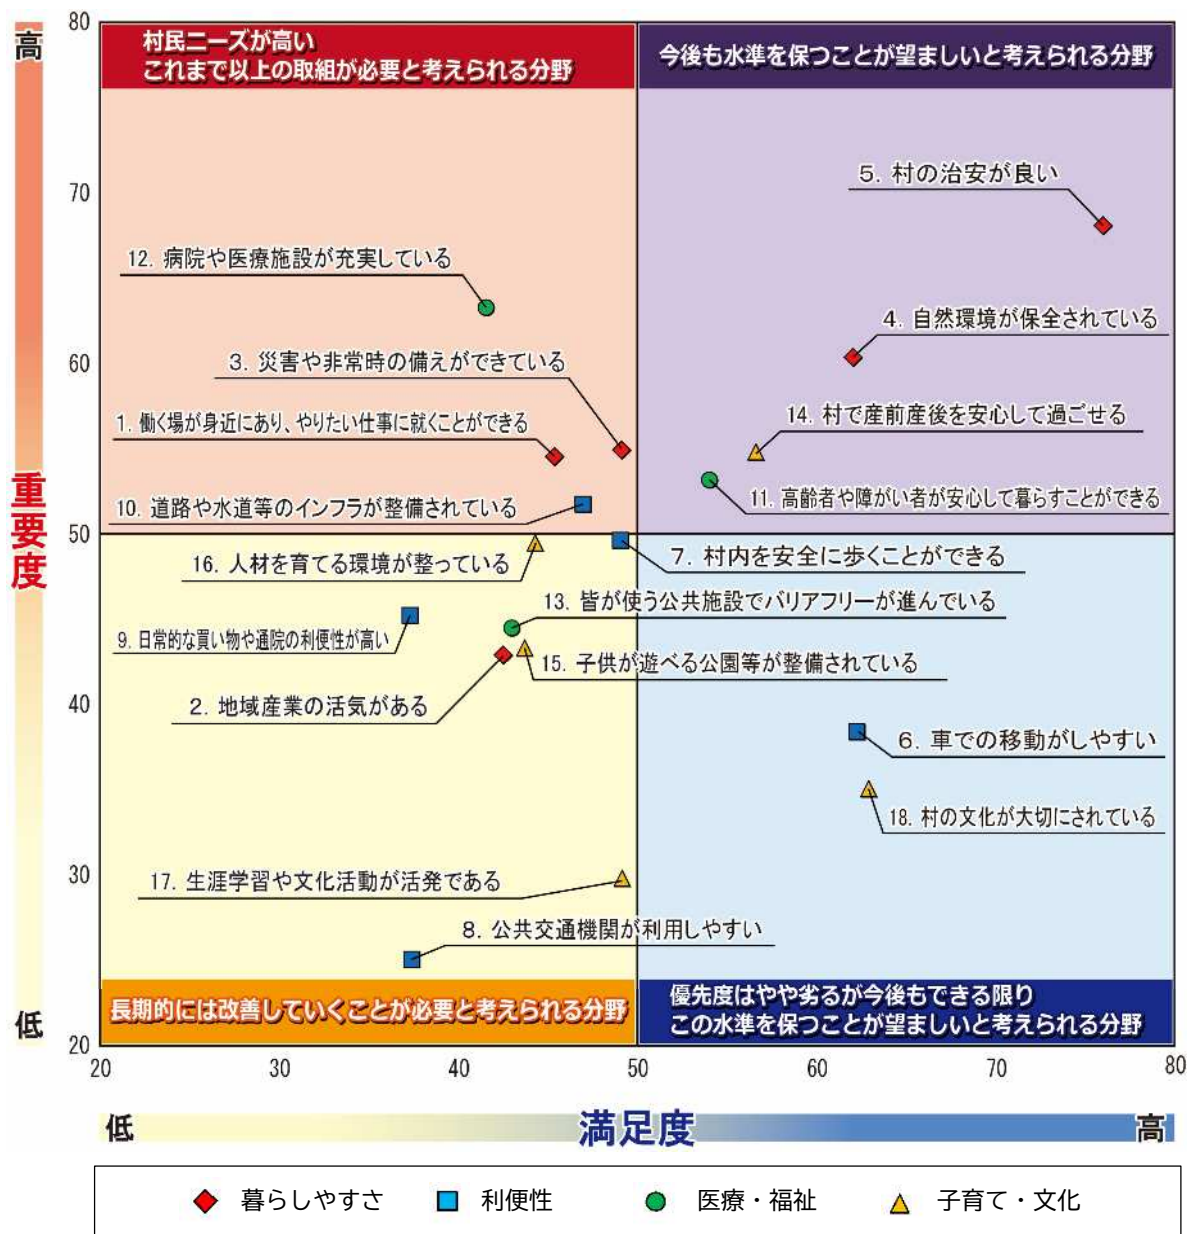 80
高
村民ニーズが高い
これまで以上の取組が必要と考えられる分野
今後も水準を保つことが望ましいと考えられる分野
70
5. 村の治安が良い
12. 病院や医療施設が充実している
4. 自然環境が保全されている
60
3. 災害や非常時の備えができている
1. 働く場が身近にあり、やりたい仕事に就くことができる
14. 村で産前産後を安心して過ごせる
10. 道路や水道等のインフラが整備されている
11. 高齢者や障がい者が安心して暮らすことができる
重要度
50
16. 人材を育てる環境が整っている
7. 村内を安全に歩くことができる
13. 皆が使う公共施設でバリアフリーが進んでいる
9. 日常的な買い物や通院の利便性が高い
15. 子供が遊べる公園等が整備されている
40
2. 地域産業の活気がある
6. 車での移動がしやすい
18. 村の文化が大切にされている
30
17. 生涯学習や文化活動が活発である
8. 公共交通機関が利用しやすい
長期的には改善していくことが必要と考えられる分野
優先度はやや劣るが今後もできる限り
この水準を保つことが望ましいと考えられる分野
低
20
20 30 40 50 60 70 80
低 満足度 高
暮らしやすさ 利便性 医療・福祉 子育て・文化